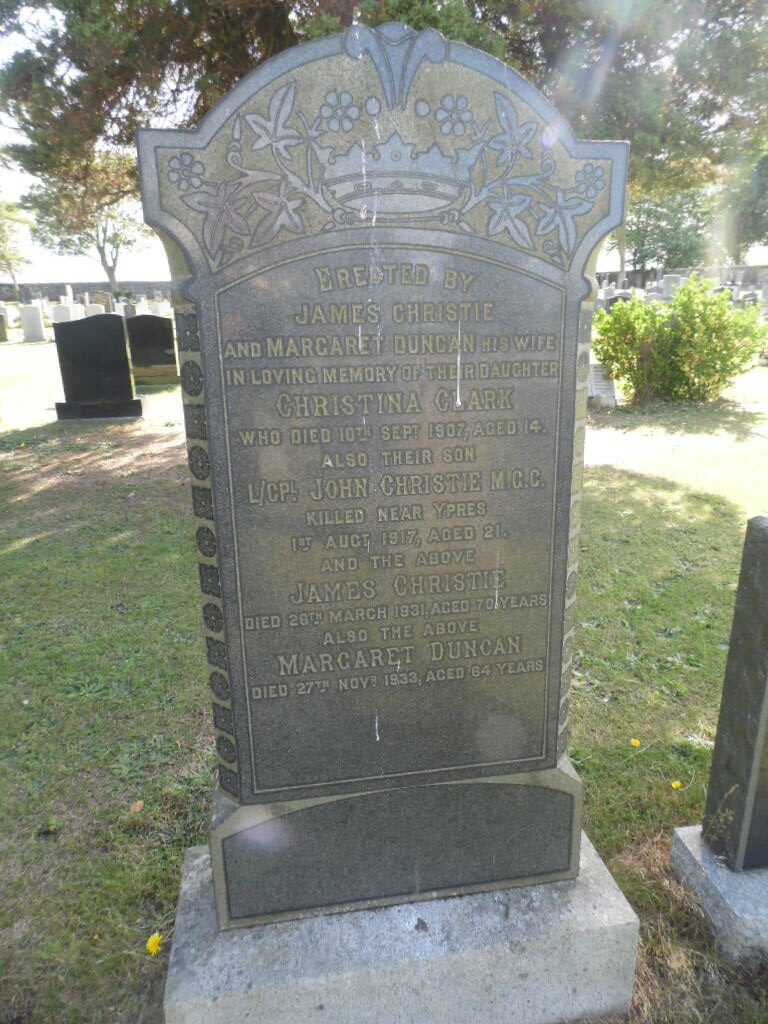 ERECTED BY
JAMES CHRISTIE
AND MARGARET DUNCAN HIS WIFE
IN LOVING MEMORY OF THEIR DAUGHTER
CHRISTINA CLARK
WHO DIED 10TH SEPT 1907, AGED 14.
ALSO THEIR SON
L/CPL JOHN CHRISTIE M.G.C.
KILLED NEAR YPRES
1ST AUGT 1917, AGED 21.
AND THE ABOVE
JAMES CHRISTIE
DIED 26TH MARCH 1931, AGED 70 YEARS
ALSO THE ABOVE
MARGARET DUNCAN
DIED 27TH NOVR 1933, AGED 64 YEARS